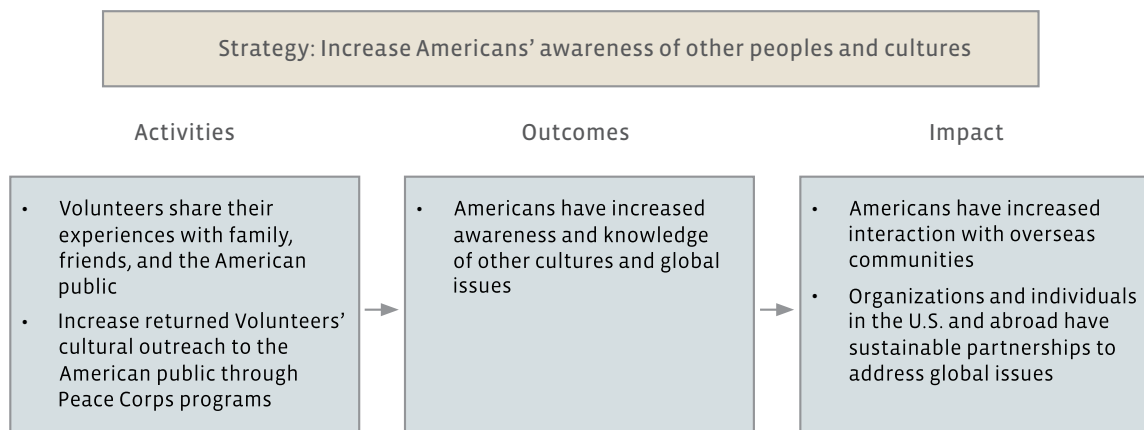 Strategy: Increase Americans’ awareness of other peoples and cultures
Activities
• Volunteers share their
experiences with family,
friends, and the American
public
• Increase returned Volunteers’
cultural outreach to the
American public through
Peace Corps programs
Outcomes
• Americans have increased
awareness and knowledge
of other cultures and global
issues
Impact
• Americans have increased
interaction with overseas
communities
• Organizations and individuals
in the U.S. and abroad have
sustainable partnerships to
address global issues